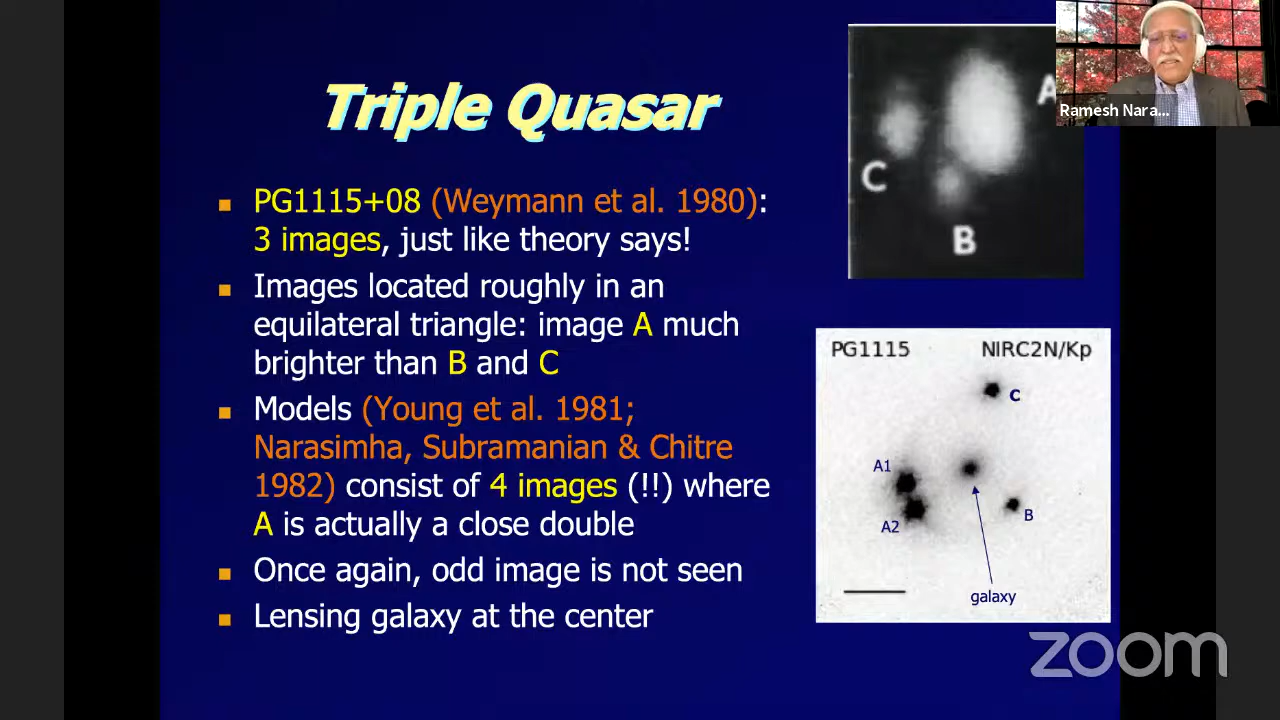 Triple Quasar
PG1115+08 (Weymann et al. 1980):
3 images, just like theory says!
Images located roughly in an
equilateral triangle: image A much
brighter than B and C
Models (Young et al. 1981;
Narasimha, Subramanian & Chitre
1982) consist of 4 images (!!) where
A is actually a close double
Once again, odd image is not seen
Lensing galaxy at the center
A
C
B
Ramesh Nara...
PG1115 NIRC2N/Kp
C
A1
A2
B
galaxy
zoom